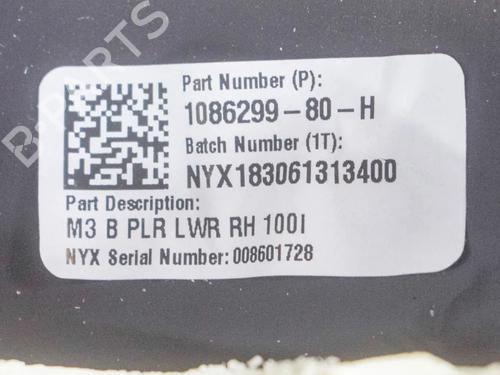 B-PARTS
Part Number (P):
1086299-80-H
Batch Number (1T):
NYX183061313400
Part Description:
M3 B PLR LWR RH 100I
NYX Serial Number: 008601728